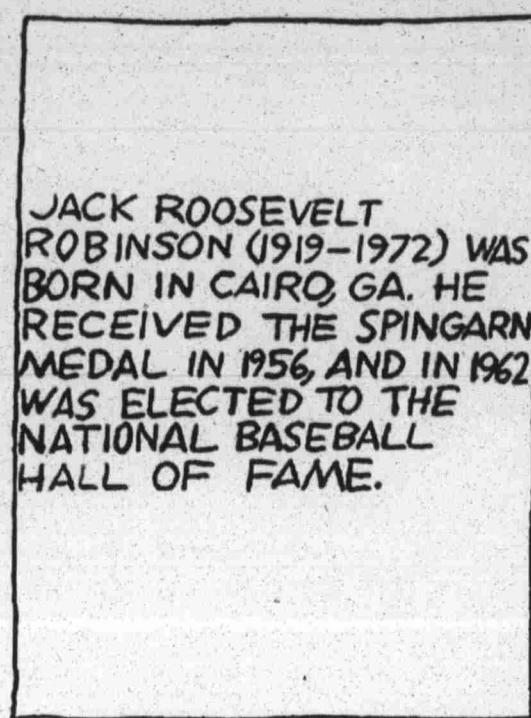 JACK ROOSEVELT
ROBINSON (1919-1972) WAS
BORN IN CAIRO, GA. HE
RECEIVED THE SPINGARN
MEDAL IN 1956, AND IN 1962
WAS ELECTED TO THE
NATIONAL BASEBALL
HALL OF FAME.